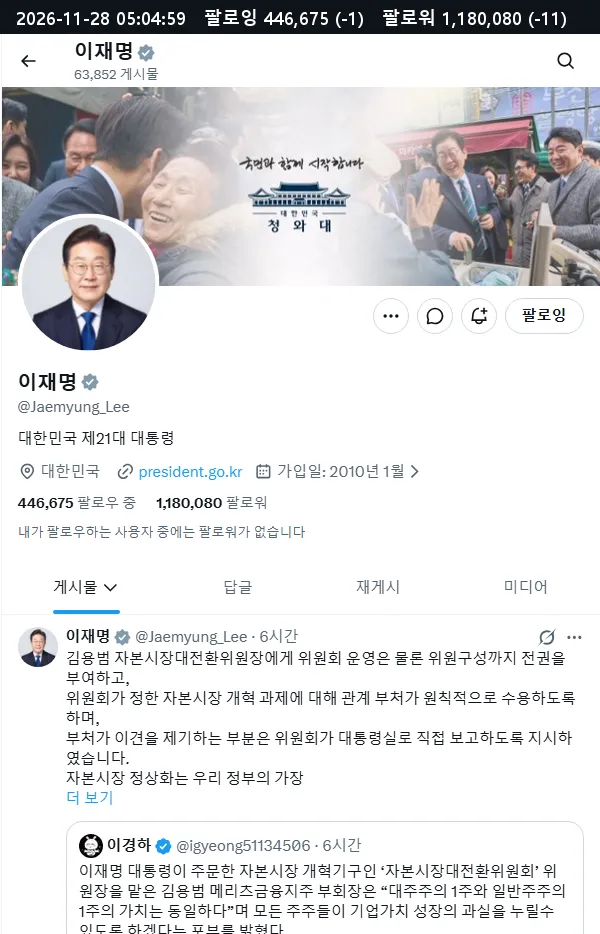 2026-11-28 05:04:59 팔로잉 446,675 (-1) 팔로워 1,180,080 (-11)
이재명
63,852 게시물
국민과 함께 시작합니다
대한민국
청와대
팔로잉
이재명
@Jaemyung_Lee
대한민국 제21대 대통령
대한민국 president.go.kr 가입일: 2010년 1월
446,675 팔로우 중 1,180,080 팔로워
내가 팔로우하는 사용자 중에는 팔로워가 없습니다
게시물 답글 재게시 미디어
이재명 @Jaemyung_Lee · 6시간
김용범 자본시장대전환위원장에게 위원회 운영은 물론 위원구성까지 전권을
부여하고,
위원회가 정한 자본시장 개혁 과제에 대해 관계 부처가 원칙적으로 수용하도록
하며,
부처가 이견을 제기하는 부분은 위원회가 대통령실로 직접 보고하도록 지시하
였습니다.
자본시장 정상화는 우리 정부의 가장
더 보기
이경하 @igyeong51134506 · 6시간
이재명 대통령이 주문한 자본시장 개혁기구인 ‘자본시장대전환위원회’ 위
원장을 맡은 김용범 메리츠금융지주 부회장은 “대주주의 1주와 일반주주의
1주의 가치는 동일하다”며 모든 주주들이 기업가치 성장의 과실을 누릴수
있도록 하겠다는 포부를 밝혔다